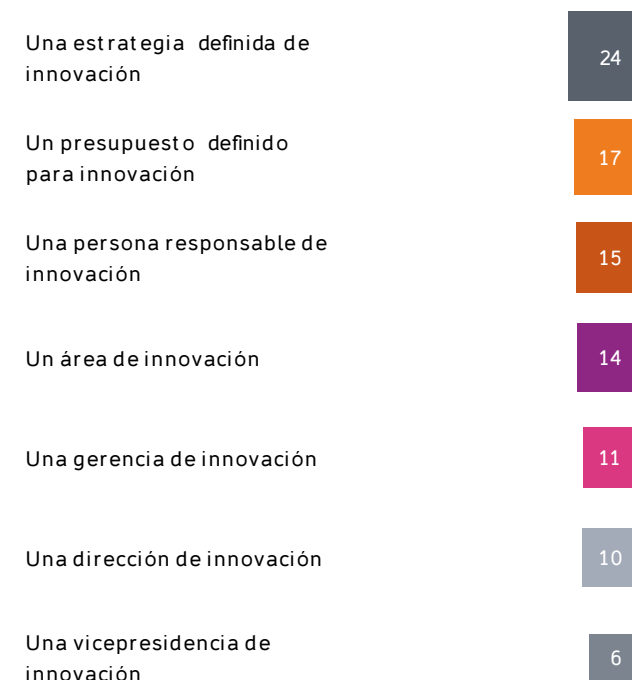 Una estrategia definida de
innovación
24
Un presupuesto definido
para innovación
17
Una persona responsable de
innovación
15
Un área de innovación
14
Una gerencia de innovación
11
Una dirección de innovación
10
Una vicepresidencia de
innovación
6